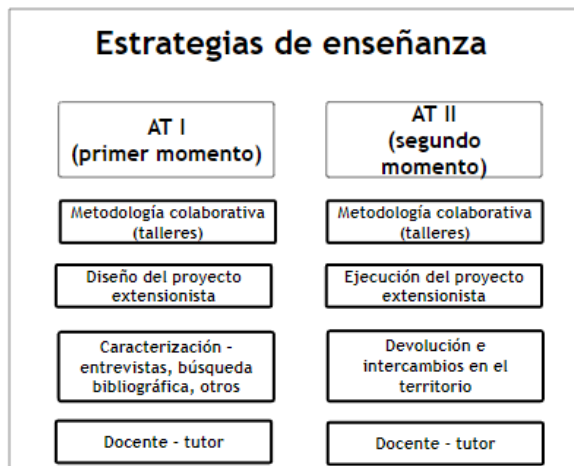 Estrategias de enseñanza
AT I
(primer momento)
Metodología colaborativa
(talleres)
Diseño del proyecto
extensionista
Caracterización –
entrevistas, búsqueda
bibliográfica, otros
Docente - tutor
AT II
(segundo
momento)
Metodología colaborativa
(talleres)
Ejecución del proyecto
extensionista
Devolución e
intercambios en el
territorio
Docente - tutor